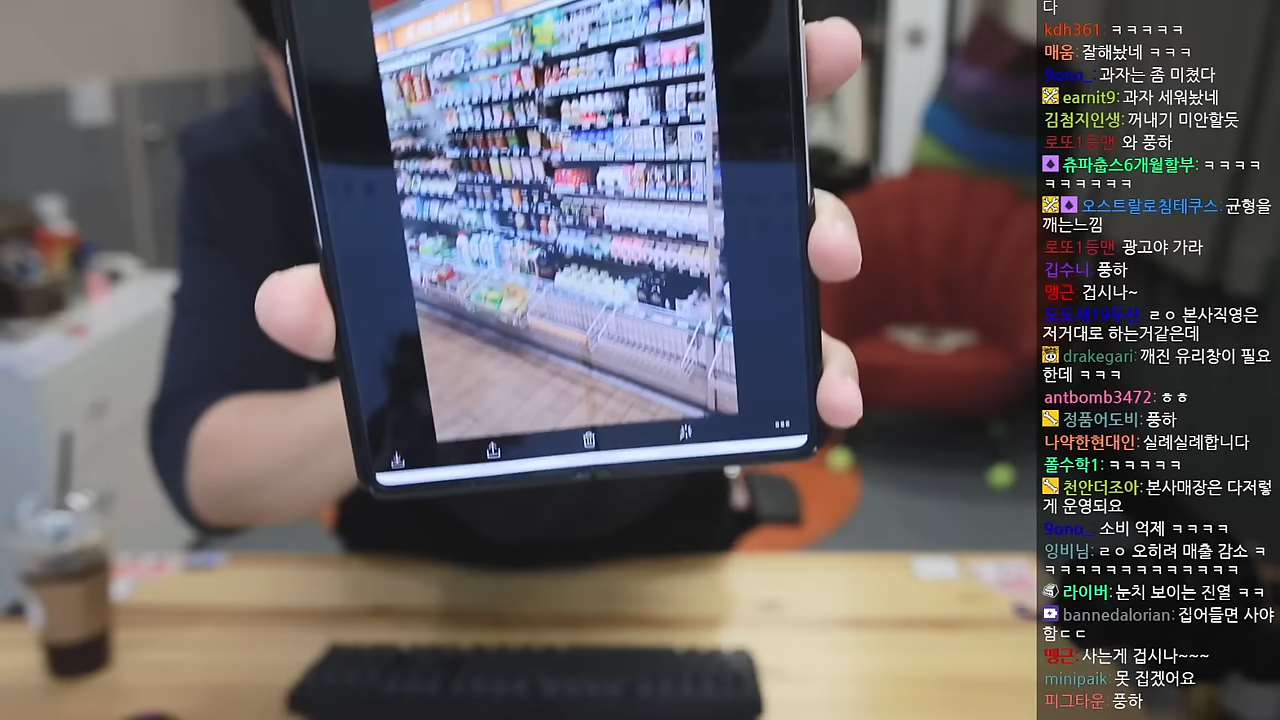 다
kdh361: ㅋㅋㅋㅋㅋ
매움: 잘해놨네 ㅋㅋㅋ
9ono_: 과자는 좀 미쳤다
earnit9: 과자 세워놨네
김첨지인생: 꺼내기 미안할듯
로또1등맨 와 풍하
츄파춥스6개월할부: ㅋㅋㅋㅋ
ㅋㅋㅋㅋㅋㅋ
오스트랄로침테쿠스: 균형을
깨는느낌
로또1등맨 광고야 가라
깁수니 풍하
맹근 겁시나~
ㄹㅇ 본사직영은
저거대로 하는거같은데
drakegari: 깨진 유리창이 필요
한데 ㅋㅋㅋ
antbomb3472: ㅎㅎ
정품어도비: 풍하
나약한현대인: 실례실례합니다
폴수학1: ㅋㅋㅋㅋㅋ
천안더조아: 본사매장은 다저렇
게 운영되요
9ono_: 소비 억제 ㅋㅋㅋㅋ
잉비님: ㄹㅇ 오히려 매출 감소 ㅋ
ㅋㅋㅋㅋㅋㅋㅋㅋㅋㅋㅋㅋㅋ
라이버: 눈치 보이는 진열 ㅋㅋ
bannedalorian: 집어들면 사야
함ㄷㄷ
맹근: 사는게 겁시나~~~
minipaik: 못 집겠어요
피그타운: 풍하